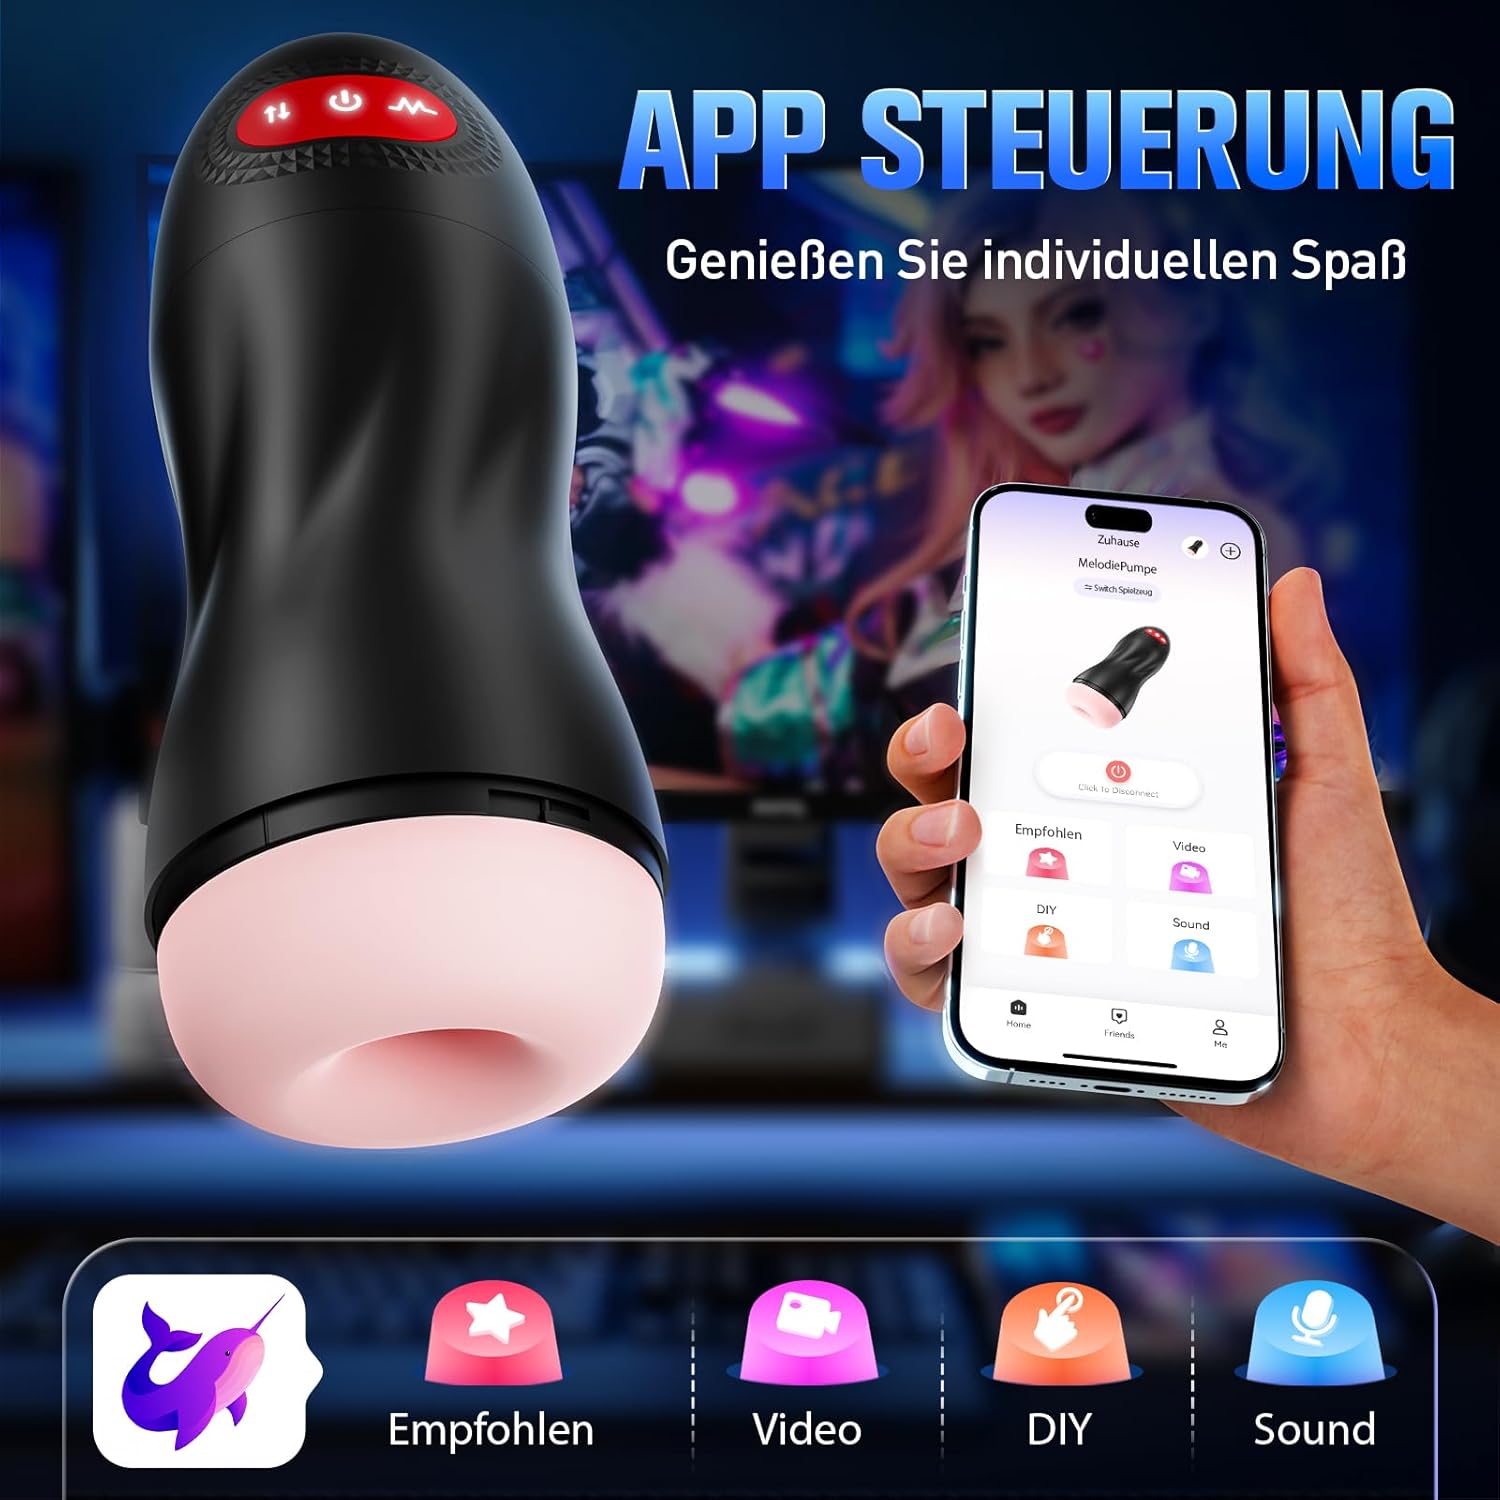 APP STEUERUNG
Genießen Sie individuellen Spaß
Zuhause
MelodiePumpe
Switch Spielzeug
Click To Disconnect
Empfohlen
Video
DIY
Sound
Home
Friends
Me
Empfohlen
Video
DIY
Sound